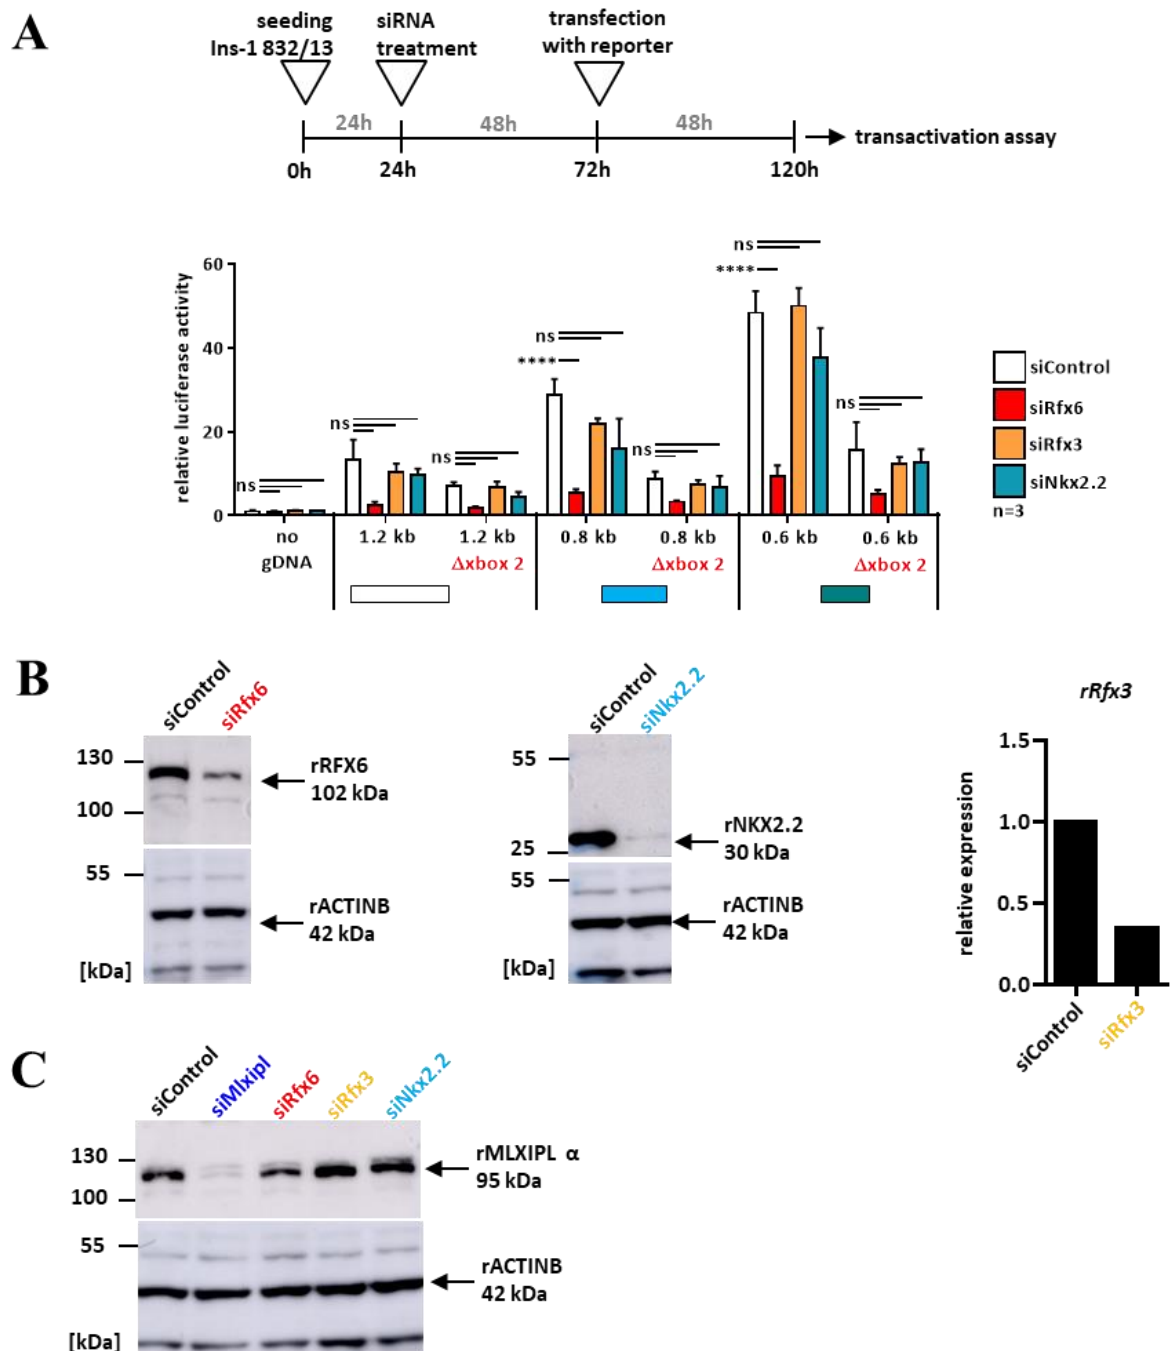 A
seeding
Ins-1 832/13
siRNA
treatment
transfection
with reporter
24h
48h
48h
0h
24h
72h
120h
transactivation assay
relative luciferase activity
60
40
20
0
ns
ns
ns
ns
****
ns
ns
****
ns
no
gDNA
1.2 kb
1.2 kb
Δxbox 2
0.8 kb
0.8 kb
Δxbox 2
0.6 kb
0.6 kb
Δxbox 2
siControl
siRfx6
siRfx3
siNkx2.2
n=3
B
siControl
siRfx6
130
100
rRFX6
102 kDa
55
rACTINB
42 kDa
[kDa]
siControl
siNkx2.2
55
25
rNKX2.2
30 kDa
55
rACTINB
42 kDa
[kDa]
rRfx3
relative expression
1.5
1.0
0.5
0.0
siControl
siRfx3
C
siControl
siMlxipl
siRfx6
siRfx3
siNkx2.2
130
100
rMLXIPL α
95 kDa
55
rACTINB
42 kDa
[kDa]